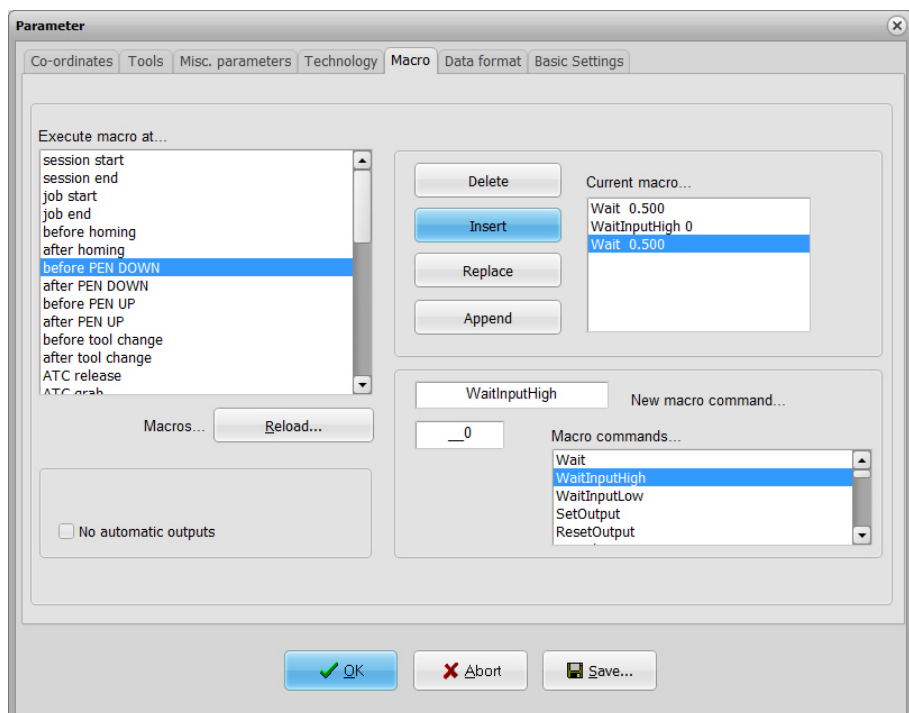 Parameter
Co-ordinates Tools Misc. parameters Technology Macro Data format Basic Settings
Execute macro at...
session start
session end
job start
job end
before homing
after homing
before PEN DOWN
after PEN DOWN
before PEN UP
after PEN UP
before tool change
after tool change
ATC release
ATC grab
Macros... Reload...
No automatic outputs
Delete
Insert
Replace
Append
Current macro...
Wait 0.500
WaitInputHigh 0
Wait 0.500
WaitInputHigh New macro command...
__0
Macro commands...
Wait
WaitInputHigh
WaitInputLow
SetOutput
ResetOutput
OK Abort Save...